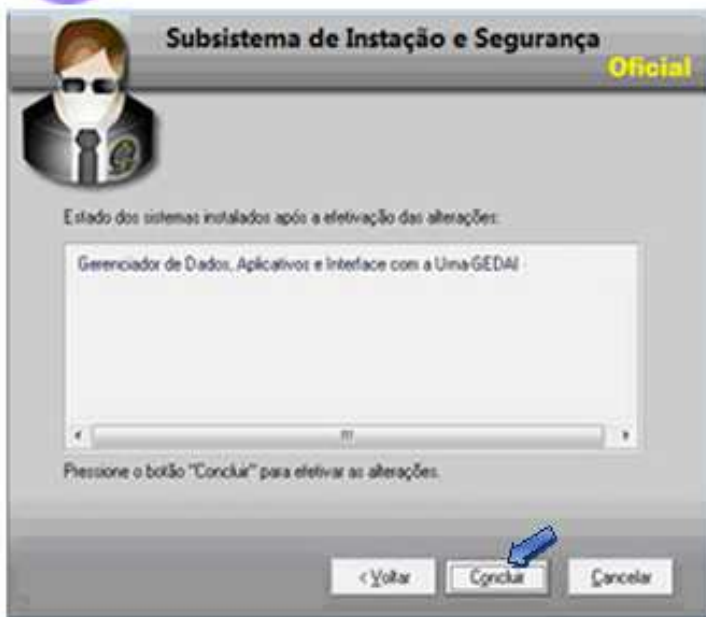 Subsistema de Instação e Segurança
Oficial
Estado dos sistemas instalados após a efetivação das alterações:
Gerenciador de Dados, Aplicativos e Interface com a Urna-GEDAI
Pressione o botão "Concluir" para efetivar as alterações.
< Voltar Concluir Cancelar